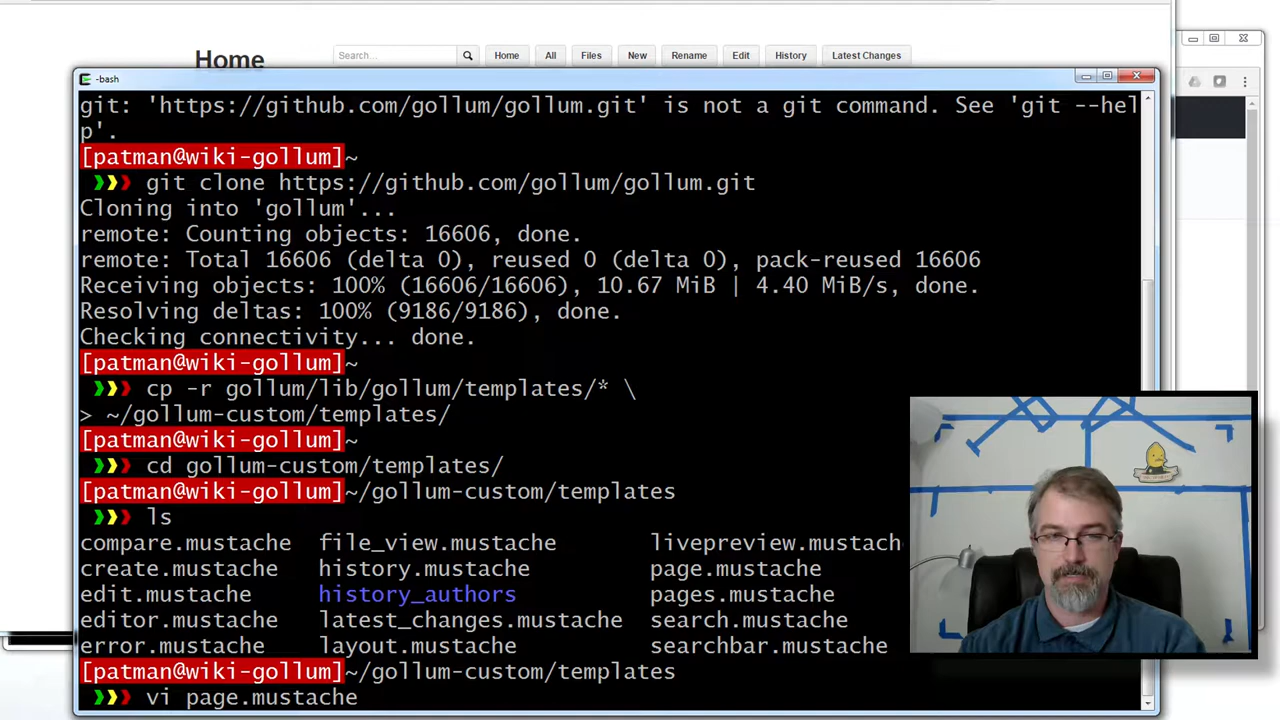 Home
Search...
Home
All
Files
New
Rename
Edit
History
Latest Changes
-bash
git: 'https://github.com/gollum/gollum.git' is not a git command. See 'git --hel
p'.
[patman@wiki-gollum]~
git clone https://github.com/gollum/gollum.git
Cloning into 'gollum'...
remote: Counting objects: 16606, done.
remote: Total 16606 (delta 0), reused 0 (delta 0), pack-reused 16606
Receiving objects: 100% (16606/16606), 10.67 MiB | 4.40 MiB/s, done.
Resolving deltas: 100% (9186/9186), done.
Checking connectivity... done.
[patman@wiki-gollum]~
cp -r gollum/lib/gollum/templates/* \
> ~/gollum-custom/templates/
[patman@wiki-gollum]~
cd gollum-custom/templates/
[patman@wiki-gollum]~/gollum-custom/templates
ls
compare.mustache file_view.mustache livepreview.mustach
create.mustache history.mustache page.mustache
edit.mustache history_authors pages.mustache
editor.mustache latest_changes.mustache search.mustache
error.mustache layout.mustache searchbar.mustache
[patman@wiki-gollum]~/gollum-custom/templates
vi page.mustache